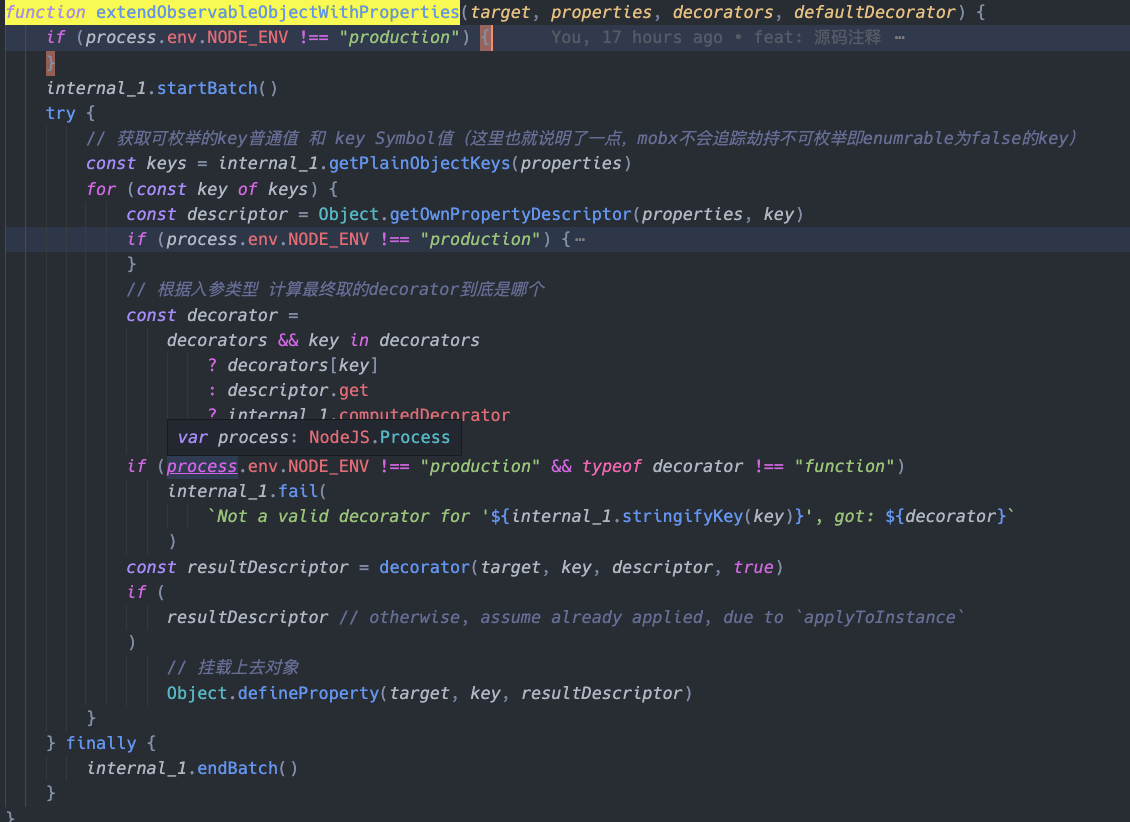 function extendObservableObjectWithProperties(target, properties, decorators, defaultDecorator) {
if (process.env.NODE_ENV !== "production") { You, 17 hours ago • feat: 源码注释 ⋯
}
internal_1.startBatch()
try {
// 获取可枚举的key普通值 和 key Symbol值（这里也就说明了一点，mobx不会追踪劫持不可枚举即enumrable为false的key）
const keys = internal_1.getPlainObjectKeys(properties)
for (const key of keys) {
const descriptor = Object.getOwnPropertyDescriptor(properties, key)
if (process.env.NODE_ENV !== "production") {⋯
}
// 根据入参类型 计算最终取的decorator到底是哪个
const decorator =
decorators && key in decorators
? decorators[key]
: descriptor.get
? internal_1.computedDecorator
var process: NodeJS.Process
if (process.env.NODE_ENV !== "production" && typeof decorator !== "function")
internal_1.fail(
`Not a valid decorator for '${internal_1.stringifyKey(key)}', got: ${decorator}`
)
const resultDescriptor = decorator(target, key, descriptor, true)
if (
resultDescriptor // otherwise, assume already applied, due to `applyToInstance`
)
// 挂载上去对象
Object.defineProperty(target, key, resultDescriptor)
}
} finally {
internal_1.endBatch()
}
}